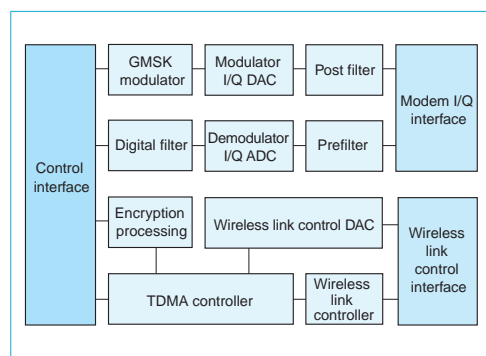 GMSK
modulator
Modulator
I/Q DAC
Post filter
Modem I/Q
interface
Digital filter
Demodulator
I/Q ADC
Prefilter
Control
interface
Encryption
processing
Wireless link control DAC
Wireless
link
control
interface
TDMA controller
Wireless
link
controller